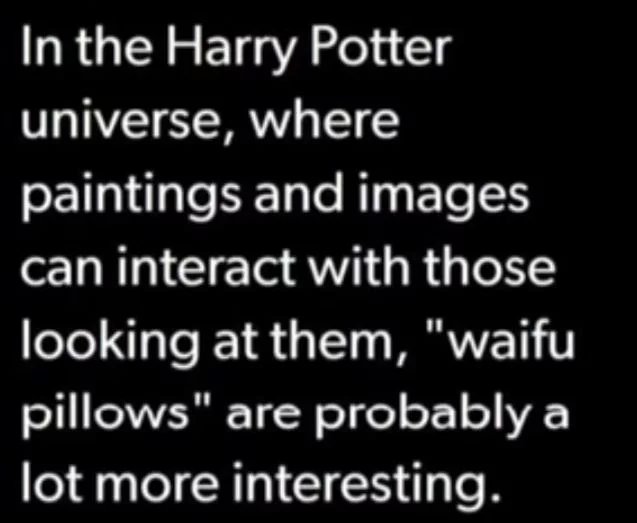 In the Harry Potter
universe, where
paintings and images
can interact with those
looking at them, "waifu
pillows" are probably a
lot more interesting.